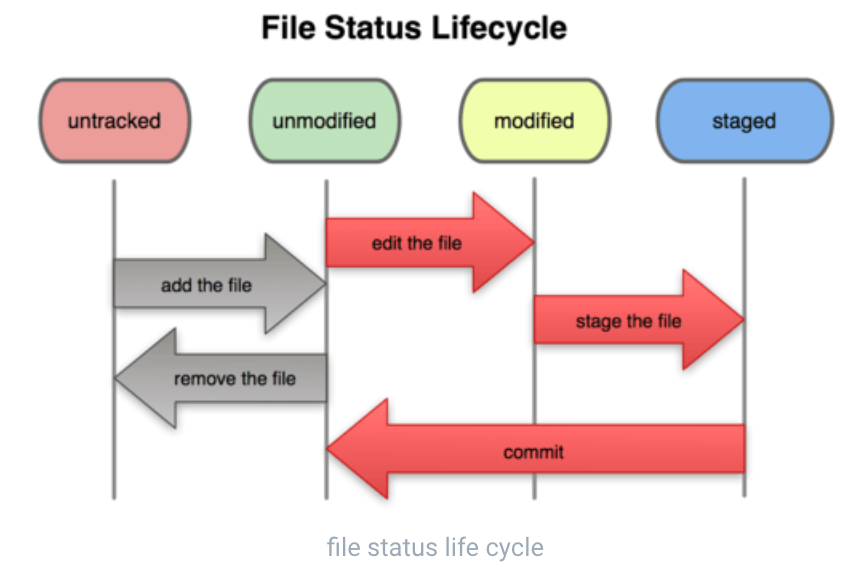 File Status Lifecycle
untracked
unmodified
modified
staged
edit the file
add the file
stage the file
remove the file
commit
file status life cycle